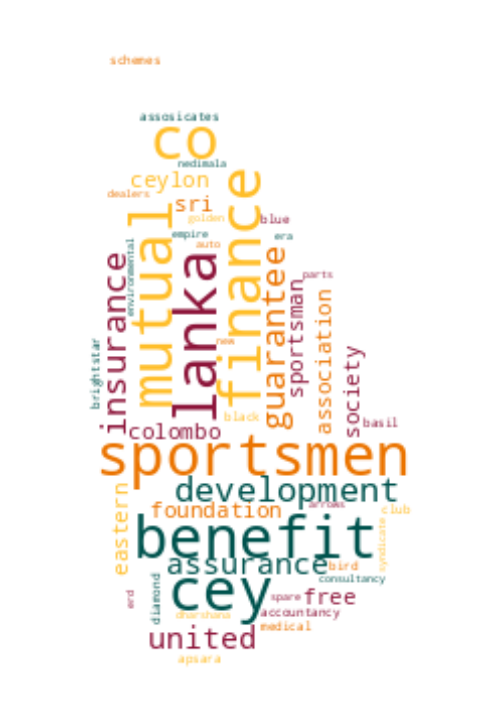 schemes
assosicates
co
nedimala
ceylon
dealers
sri
golden
blue
empire
era
auto
environmental
mutual
finance
lanka
insurance
guarantee
parts
sportsman
association
new
brightstar
society
black
basil
colombo
sportsmen
development
eastern
foundation
arrows
club
benefit
syndicate
assurance
bird
consultancy
cey
diamond
erd
spare
free
dharshana
accountancy
medical
united
apsara